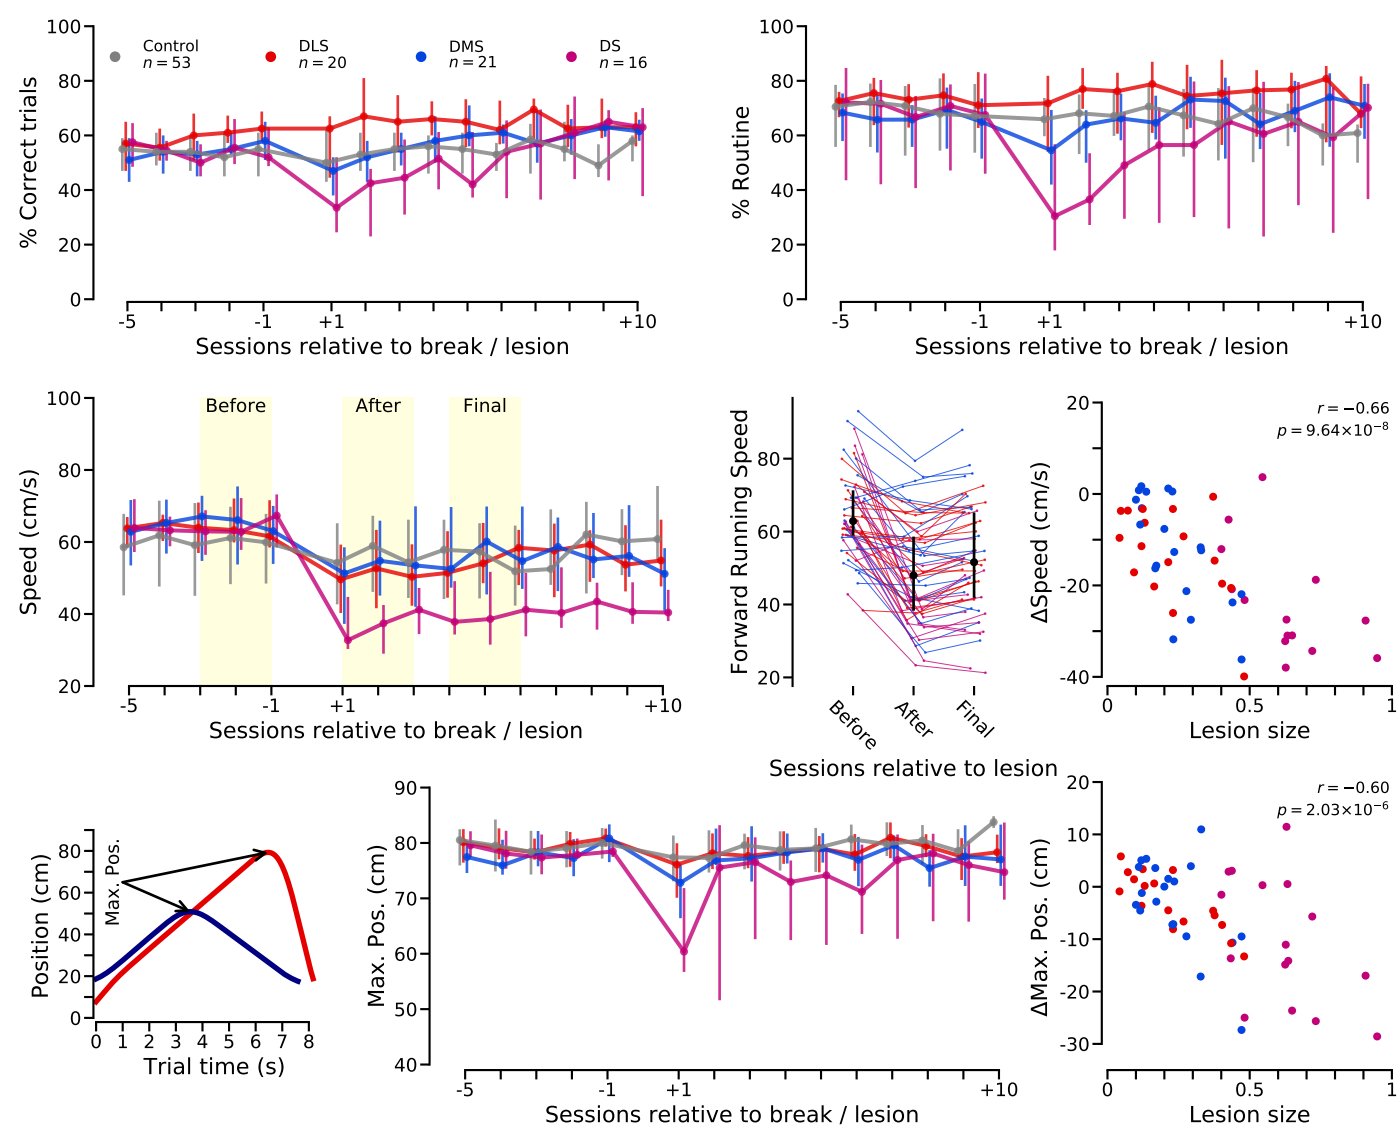 100
80
60
40
20
0
% Correct trials
Control
n = 53
DLS
n = 20
DMS
n = 21
DS
n = 16
-5
-1
+1
+10
Sessions relative to break / lesion
100
80
60
40
20
0
% Routine
-5
-1
+1
+10
Sessions relative to break / lesion
100
80
60
40
20
Speed (cm/s)
Before
After
Final
-5
-1
+1
+10
Sessions relative to break / lesion
80
60
40
20
Forward Running Speed
Before
After
Final
Sessions relative to lesion
20
0
-20
-40
ΔSpeed (cm/s)
r = −0.66
p = 9.64×10⁻⁸
0
0.5
1
Lesion size
80
60
40
20
0
Position (cm)
Max. Pos.
0 1 2 3 4 5 6 7 8
Trial time (s)
90
80
70
60
50
40
Max. Pos. (cm)
-5
-1
+1
+10
Sessions relative to break / lesion
20
10
0
-10
-20
-30
ΔMax. Pos. (cm)
r = −0.60
p = 2.03×10⁻⁶
0
0.5
1
Lesion size